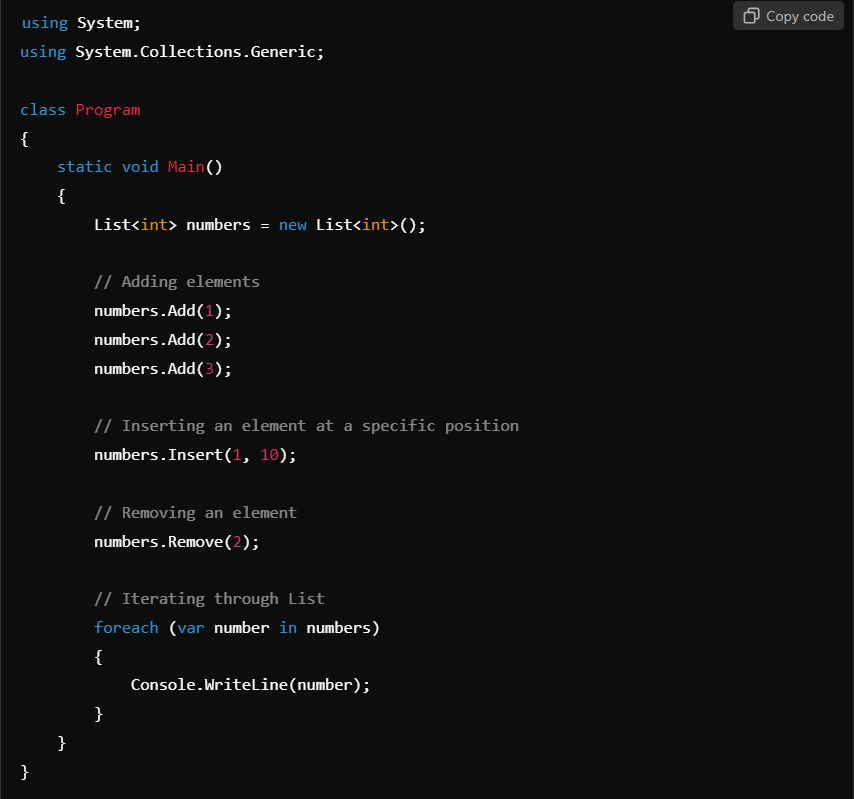 Copy code
using System;
using System.Collections.Generic;

class Program
{
    static void Main()
    {
        List<int> numbers = new List<int>();

        // Adding elements
        numbers.Add(1);
        numbers.Add(2);
        numbers.Add(3);

        // Inserting an element at a specific position
        numbers.Insert(1, 10);

        // Removing an element
        numbers.Remove(2);

        // Iterating through List
        foreach (var number in numbers)
        {
            Console.WriteLine(number);
        }
    }
}